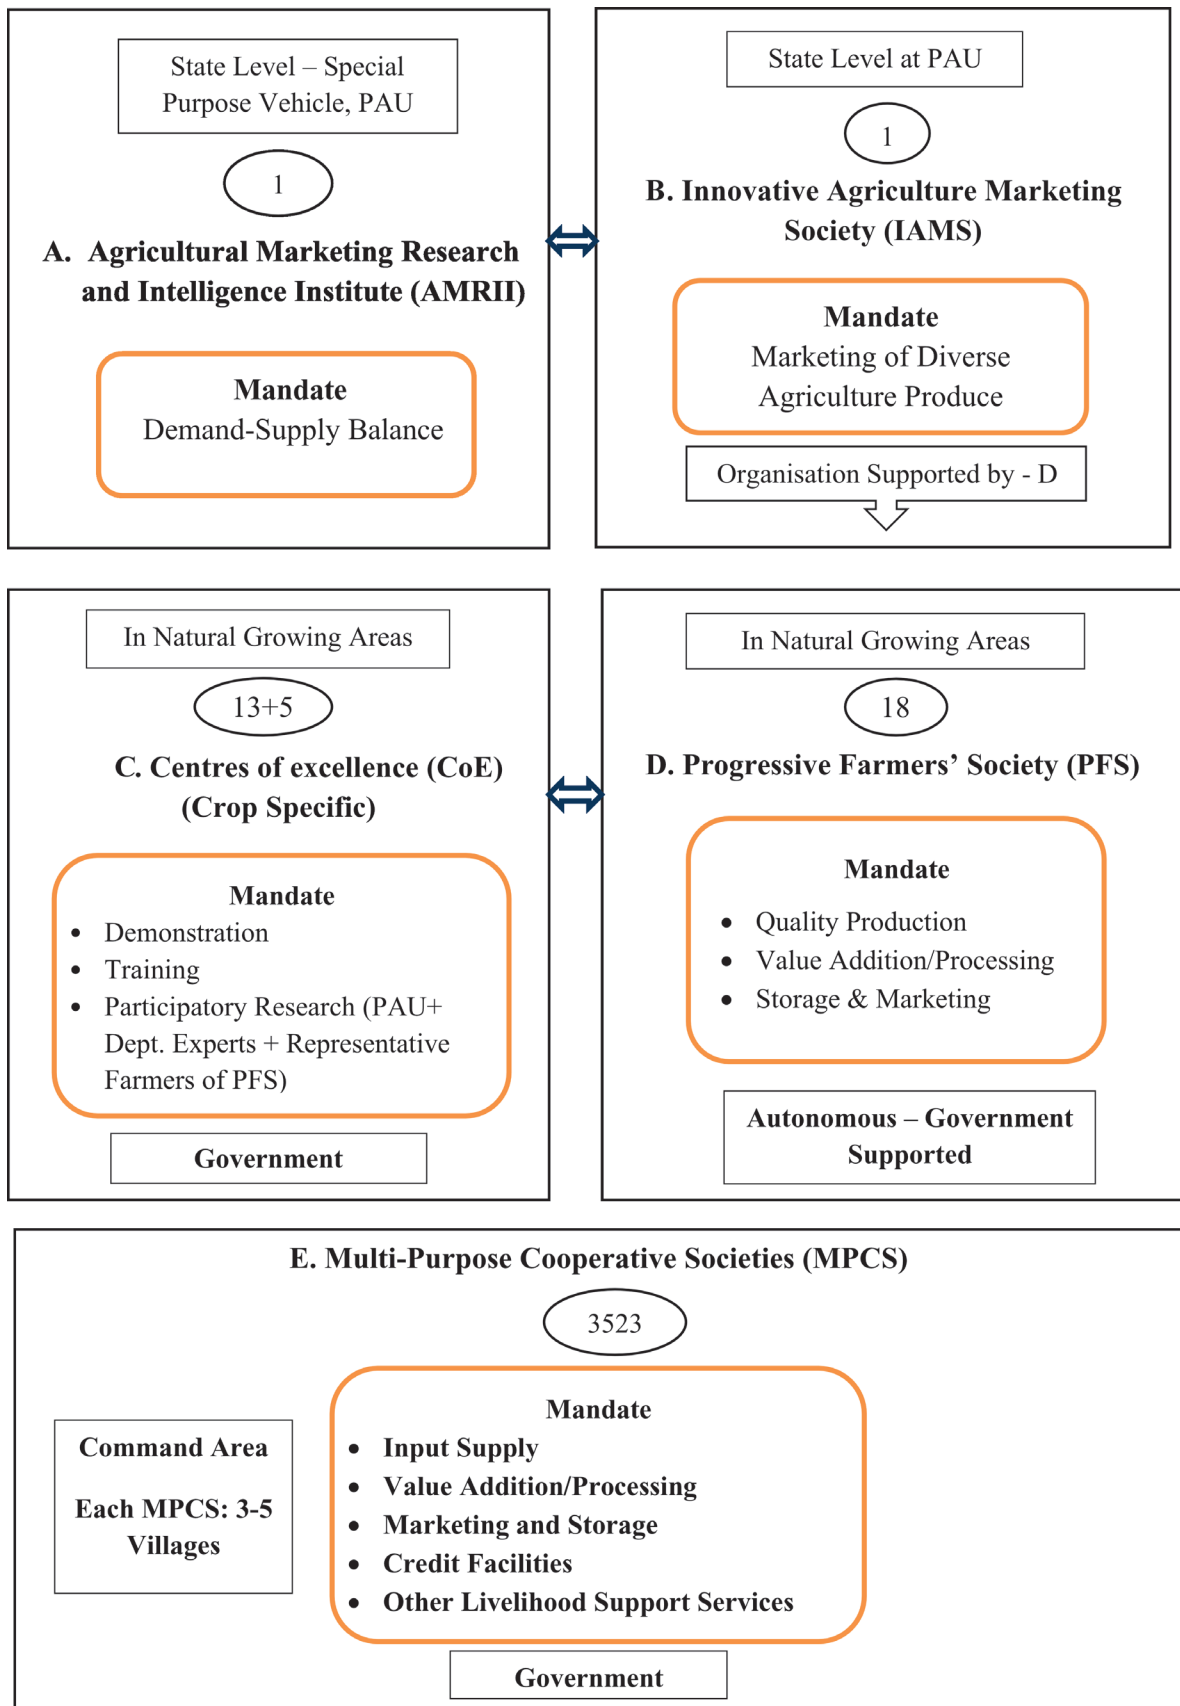 State Level – Special
Purpose Vehicle, PAU
1
A. Agricultural Marketing Research
and Intelligence Institute (AMRII)
Mandate
Demand-Supply Balance
State Level at PAU
1
B. Innovative Agriculture Marketing
Society (IAMS)
Mandate
Marketing of Diverse
Agriculture Produce
Organisation Supported by - D
In Natural Growing Areas
13+5
C. Centres of excellence (CoE)
(Crop Specific)
Mandate
• Demonstration
• Training
• Participatory Research (PAU+
Dept. Experts + Representative
Farmers of PFS)
Government
In Natural Growing Areas
18
D. Progressive Farmers’ Society (PFS)
Mandate
• Quality Production
• Value Addition/Processing
• Storage & Marketing
Autonomous – Government
Supported
E. Multi-Purpose Cooperative Societies (MPCS)
3523
Command Area
Each MPCS: 3-5
Villages
Mandate
• Input Supply
• Value Addition/Processing
• Marketing and Storage
• Credit Facilities
• Other Livelihood Support Services
Government